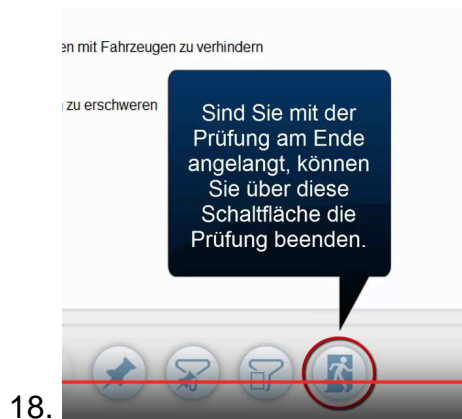 en mit Fahrzeugen zu verhindern
zu erschweren
Sind Sie mit der
Prüfung am Ende
angelangt, können
Sie über diese
Schaltfläche die
Prüfung beenden.
18.